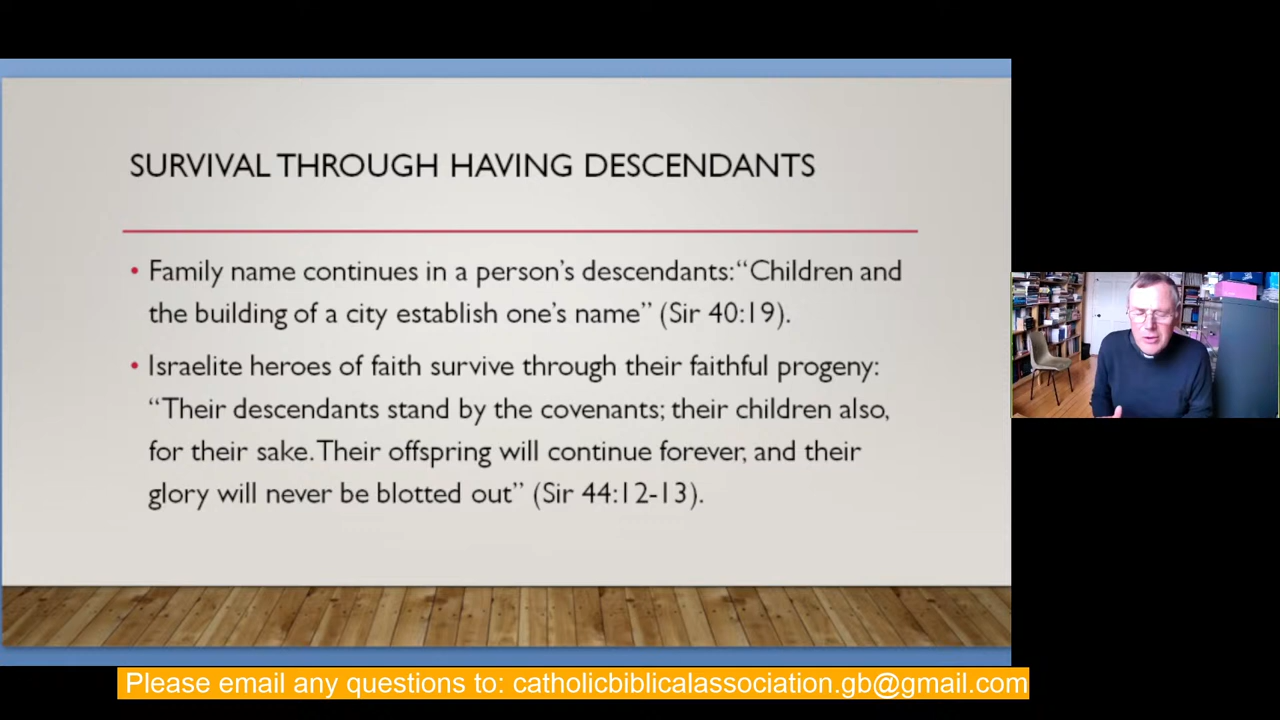 SURVIVAL THROUGH HAVING DESCENDANTS
• Family name continues in a person’s descendants: “Children and
the building of a city establish one’s name” (Sir 40:19).
• Israelite heroes of faith survive through their faithful progeny:
“Their descendants stand by the covenants; their children also,
for their sake. Their offspring will continue forever, and their
glory will never be blotted out” (Sir 44:12-13).
Please email any questions to: catholicbiblicalassociation.gb@gmail.com